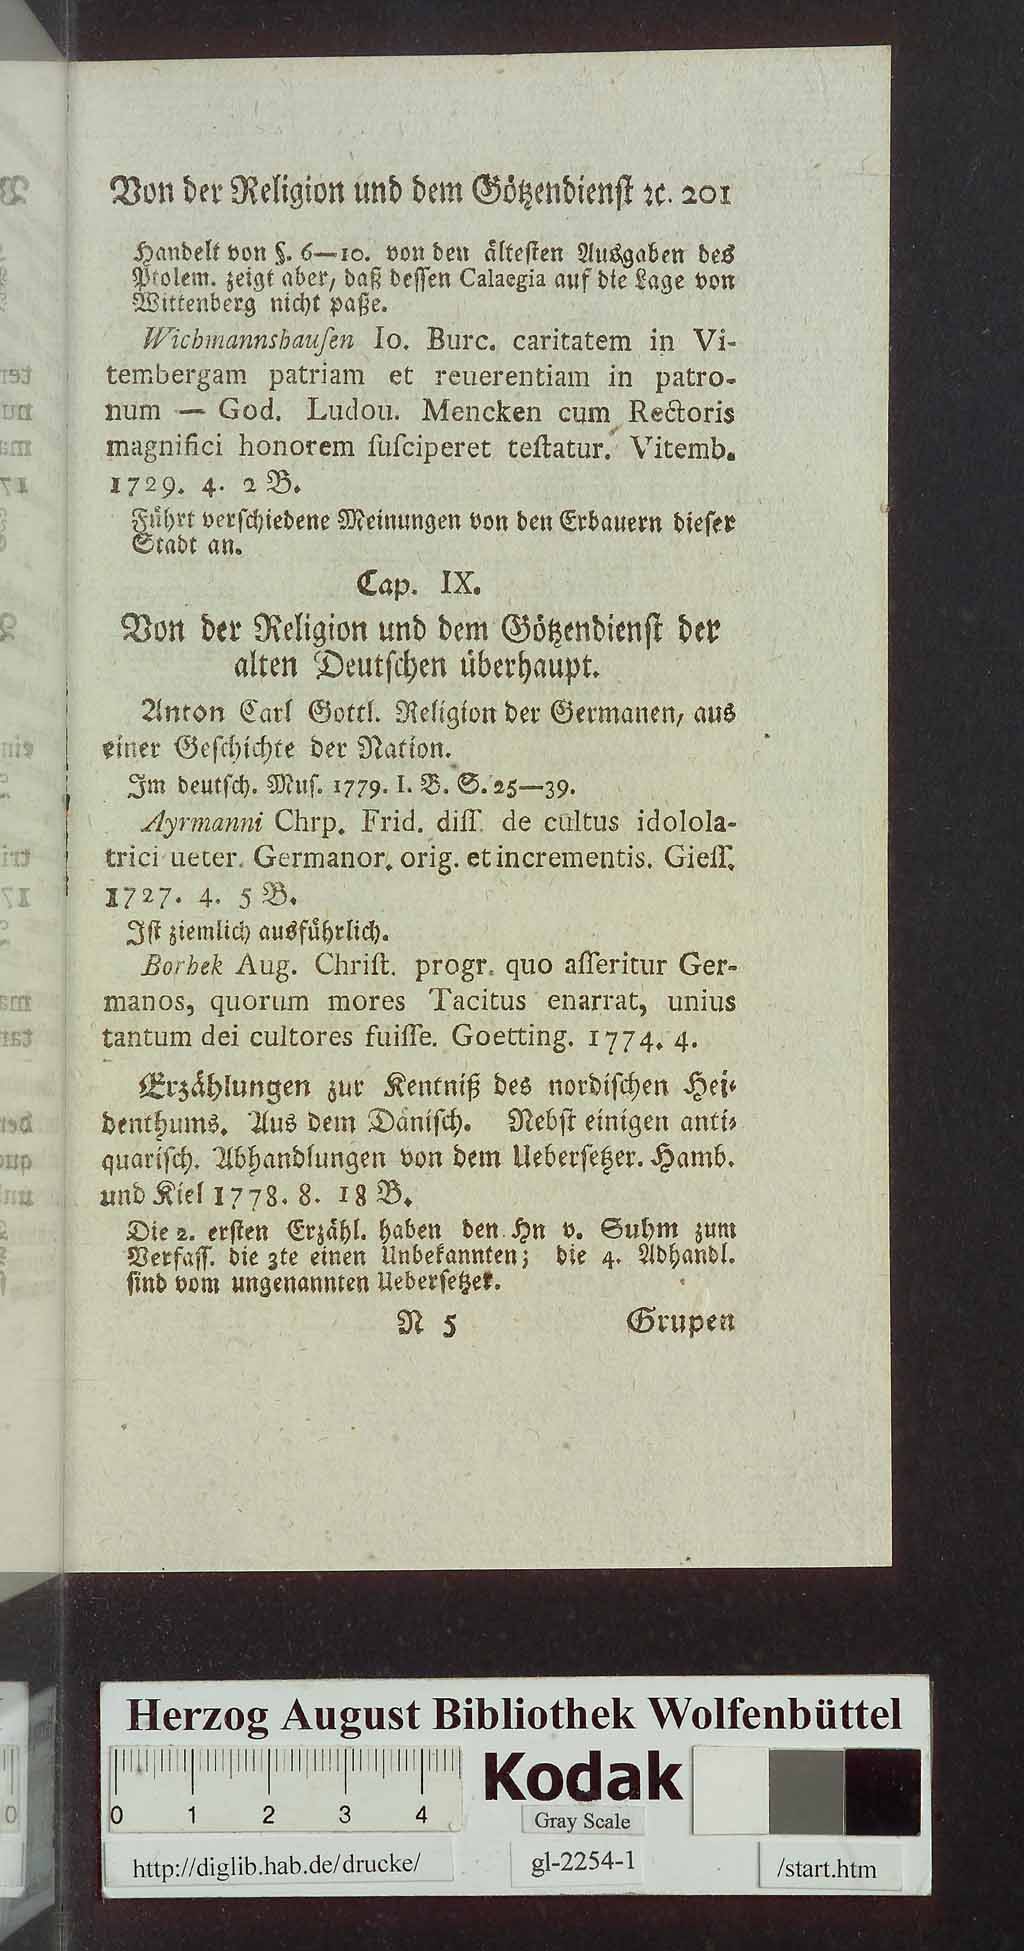 Von der Religion und dem Götzendienst ꝛc. 201
Handelt von §. 6—10. von den ältesten Ausgaben des
Ptolem. zeigt aber, daß dessen Calaegia auf die Lage von
Wittenberg nicht paße.
Wichmannshauſen Io. Burc. caritatem in Vi-
tembergam patriam et reuerentiam in patro-
num — God. Ludou. Mencken cum Rectoris
magnifici honorem ſuſciperet teſtatur. Vitemb.
1729. 4. 2 B.
Führt verschiedene Meinungen von den Erbauern dieser
Stadt an.
Cap. IX.
Von der Religion und dem Götzendienst der
alten Deutschen überhaupt.
Anton Carl Gottl. Religion der Germanen, aus
einer Geschichte der Nation.
Im deutsch. Mus. 1779. I. B. S. 25—39.
Ayrmanni Chrp. Frid. diſſ. de cultus idolola-
trici ueter. Germanor. orig. et incrementis. Gieſſ.
1727. 4. 5 B.
Ist ziemlich ausführlich.
Borbek Aug. Chriſt. progr. quo aſſeritur Ger-
manos, quorum mores Tacitus enarrat, unius
tantum dei cultores fuiſſe. Goetting. 1774. 4.
Erzählungen zur Kentniß des nordischen Hei-
denthums. Aus dem Dänisch. Nebst einigen anti-
quarisch. Abhandlungen von dem Uebersetzer. Hamb.
und Kiel 1778. 8. 18 B.
Die 2. ersten Erzähl. haben den Hn v. Suhm zum
Verfass. die 3te einen Unbekannten; die 4. Abhandl.
sind vom ungenannten Uebersetzer.
N 5 Grupen
Herzog August Bibliothek Wolfenbüttel
0 1 2 3 4
Kodak
Gray Scale
http://diglib.hab.de/drucke/ gl-2254-1 /start.htm